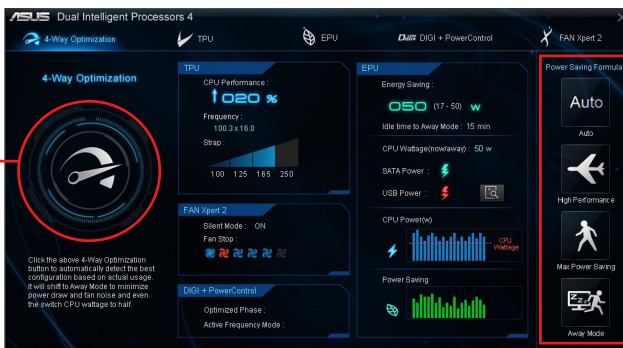 ASUS Dual Intelligent Processors 4
4-Way Optimization
TPU
EPU
DIGI+ DIGI + PowerControl
FAN Xpert 2
4-Way Optimization
Click the above 4-Way Optimization
button to automatically detect the best
configuration based on actual usage.
It will shift to Away Mode to minimize
power draw and fan noise and even
the switch CPU wattage to half.
TPU
CPU Performance :
020 %
Frequency :
100.3 x 16.0
Strap :
100 125 165 250
FAN Xpert 2
Silent Mode : ON
Fan Stop :
DIGI + PowerControl
Optimized Phase :
Active Frequency Mode :
EPU
Energy Saving :
050 (17 - 50) w
Idle time to Away Mode : 15 min
CPU Wattage(now/away) : 50 w
SATA Power :
USB Power :
CPU Power(w)
CPU
Wattage
Power Saving
Power Saving Formula
Auto
Auto
High Performance
Max Power Saving
Zzz
Away Mode